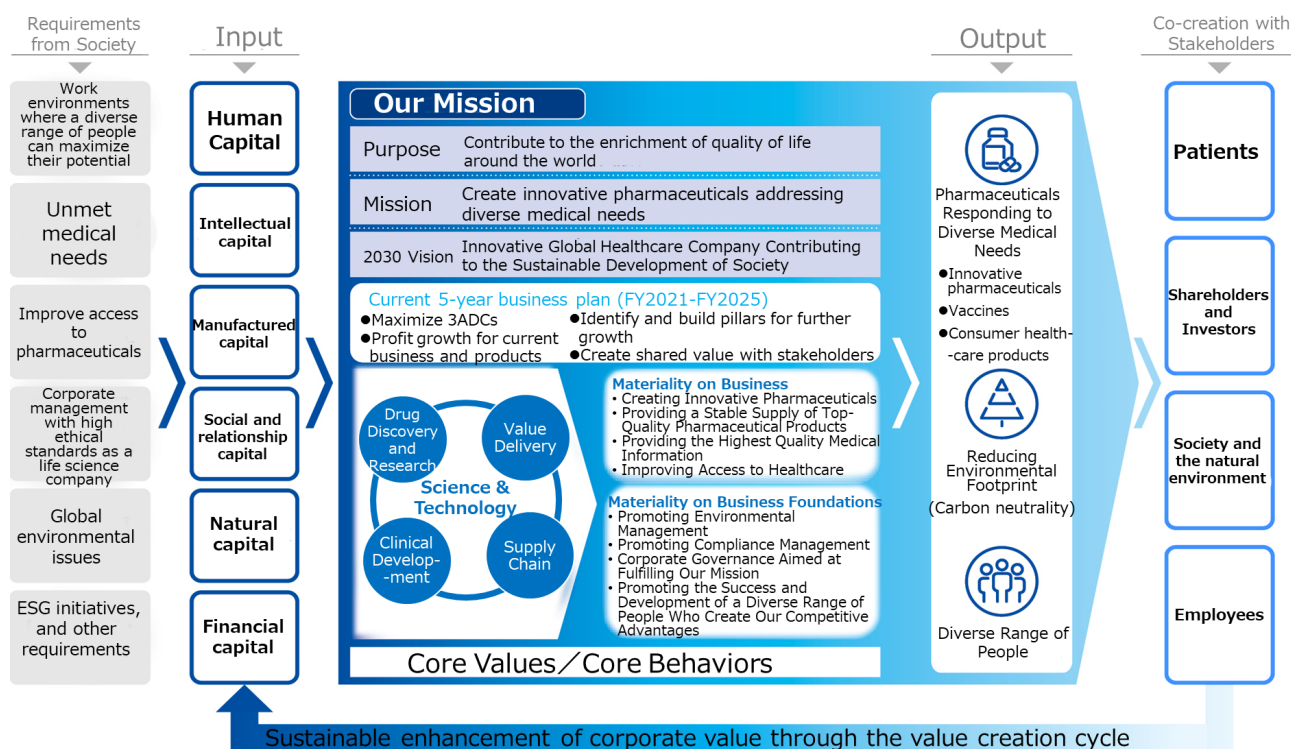 Requirements
from Society
Work
environments
where a diverse
range of people
can maximize
their potential
Unmet
medical
needs
Improve access
to
pharmaceuticals
Corporate
management
with high
ethical
standards as a
life science
company
Global
environmental
issues
ESG initiatives,
and other
requirements
Input
Human
Capital
Intellectual
capital
Manufactured
capital
Social and
relationship
capital
Natural
capital
Financial
capital
Our Mission
Purpose
Contribute to the enrichment of quality of life
around the world
Mission
Create innovative pharmaceuticals addressing
diverse medical needs
2030 Vision
Innovative Global Healthcare Company Contributing
to the Sustainable Development of Society
Current 5-year business plan (FY2021-FY2025)
●Maximize 3ADCs
●Profit growth for current
business and products
●Identify and build pillars for further
growth
●Create shared value with stakeholders
Drug
Discovery
and
Research
Value
Delivery
Science &
Technology
Clinical
Develop-
-ment
Supply
Chain
Materiality on Business
• Creating Innovative Pharmaceuticals
• Providing a Stable Supply of Top-
Quality Pharmaceutical Products
• Providing the Highest Quality Medical
Information
• Improving Access to Healthcare
Materiality on Business Foundations
• Promoting Environmental
Management
• Promoting Compliance Management
• Corporate Governance Aimed at
Fulfilling Our Mission
• Promoting the Success and
Development of a Diverse Range of
People Who Create Our Competitive
Advantages
Core Values／Core Behaviors
Output
Pharmaceuticals
Responding to
Diverse Medical
Needs
●Innovative
pharmaceuticals
●Vaccines
●Consumer health-
-care products
Reducing
Environmental
Footprint
(Carbon neutrality)
Diverse Range of
People
Co-creation with
Stakeholders
Patients
Shareholders
and
Investors
Society and
the natural
environment
Employees
Sustainable enhancement of corporate value through the value creation cycle